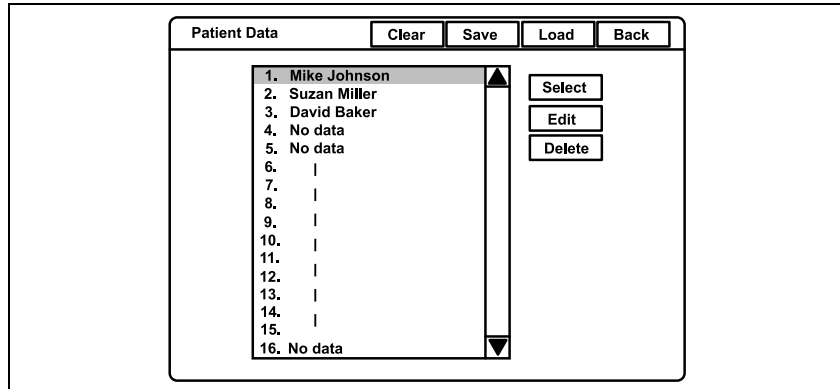 Patient Data Clear Save Load Back
1. Mike Johnson
2. Suzan Miller
3. David Baker
4. No data
5. No data
6.
7.
8.
9.
10.
11.
12.
13.
14.
15.
16. No data
Select
Edit
Delete